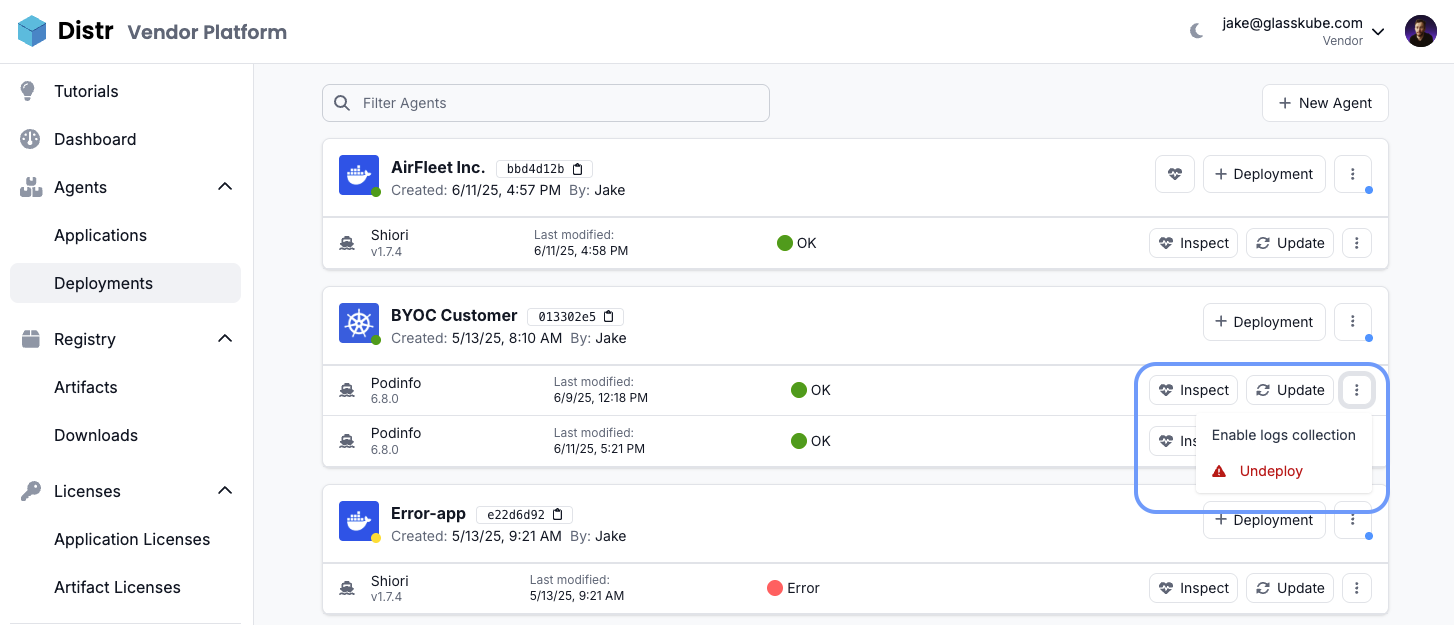 Distr Vendor Platform
jake@glasskube.com
Vendor
Tutorials
Dashboard
Agents
Applications
Deployments
Registry
Artifacts
Downloads
Licenses
Application Licenses
Artifact Licenses
Filter Agents
New Agent
AirFleet Inc. bbd4d12b
Created: 6/11/25, 4:57 PM By: Jake
Deployment
Shiori
v1.7.4
Last modified:
6/11/25, 4:58 PM
OK
Inspect
Update
BYOC Customer 013302e5
Created: 5/13/25, 8:10 AM By: Jake
Deployment
Podinfo
6.8.0
Last modified:
6/9/25, 12:18 PM
OK
Inspect
Update
Enable logs collection
Undeploy
Podinfo
6.8.0
Last modified:
6/11/25, 5:21 PM
OK
Ins
Error-app e22d6d92
Created: 5/13/25, 9:21 AM By: Jake
Deployment
Shiori
v1.7.4
Last modified:
5/13/25, 9:21 AM
Error
Inspect
Update